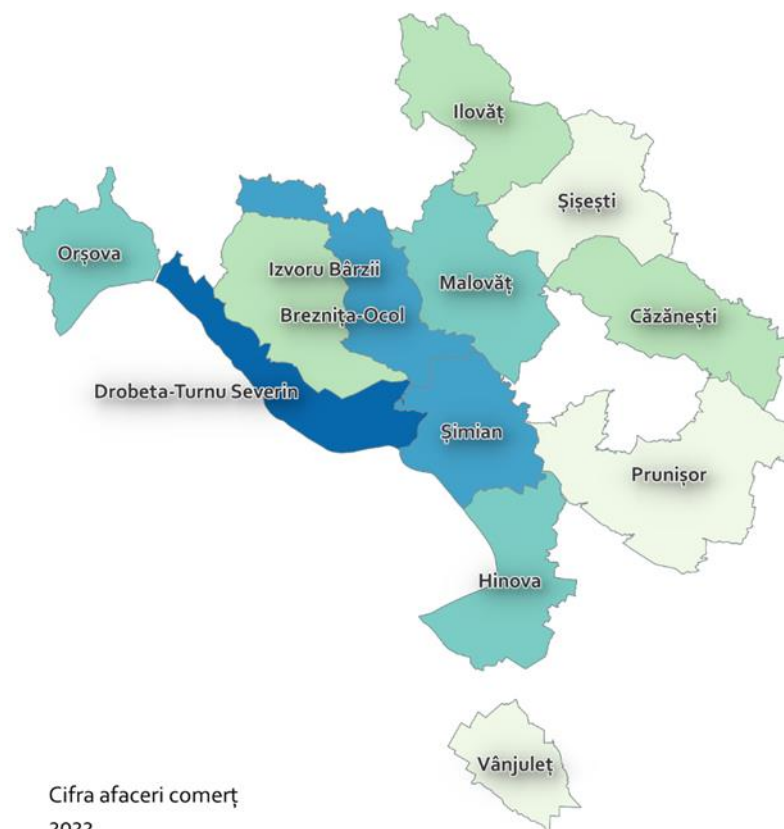 Ilovăț
Șișești
Orșova
Izvoru Bârzii
Malovăț
Breznița-Ocol
Căzănești
Drobeta-Turnu Severin
Șimian
Prunișor
Hinova
Vânjuleț
Cifra afaceri comerț